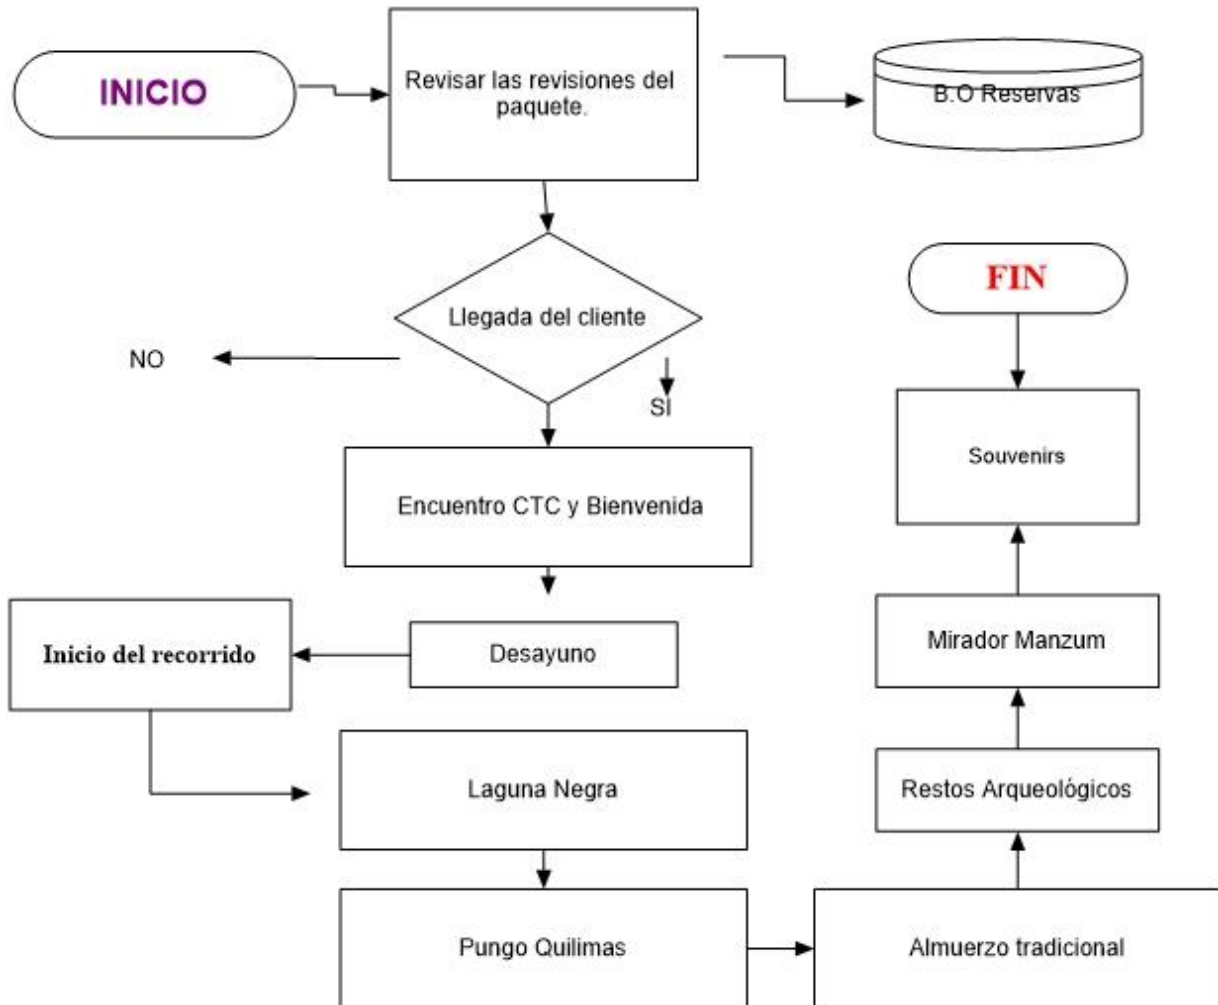 INICIO
Revisar las revisiones del
paquete.
B.O Reservas
Llegada del cliente
NO
SI
Encuentro CTC y Bienvenida
Desayuno
Inicio del recorrido
Laguna Negra
Pungo Quilimas
Almuerzo tradicional
Restos Arqueológicos
Mirador Manzum
Souvenirs
FIN